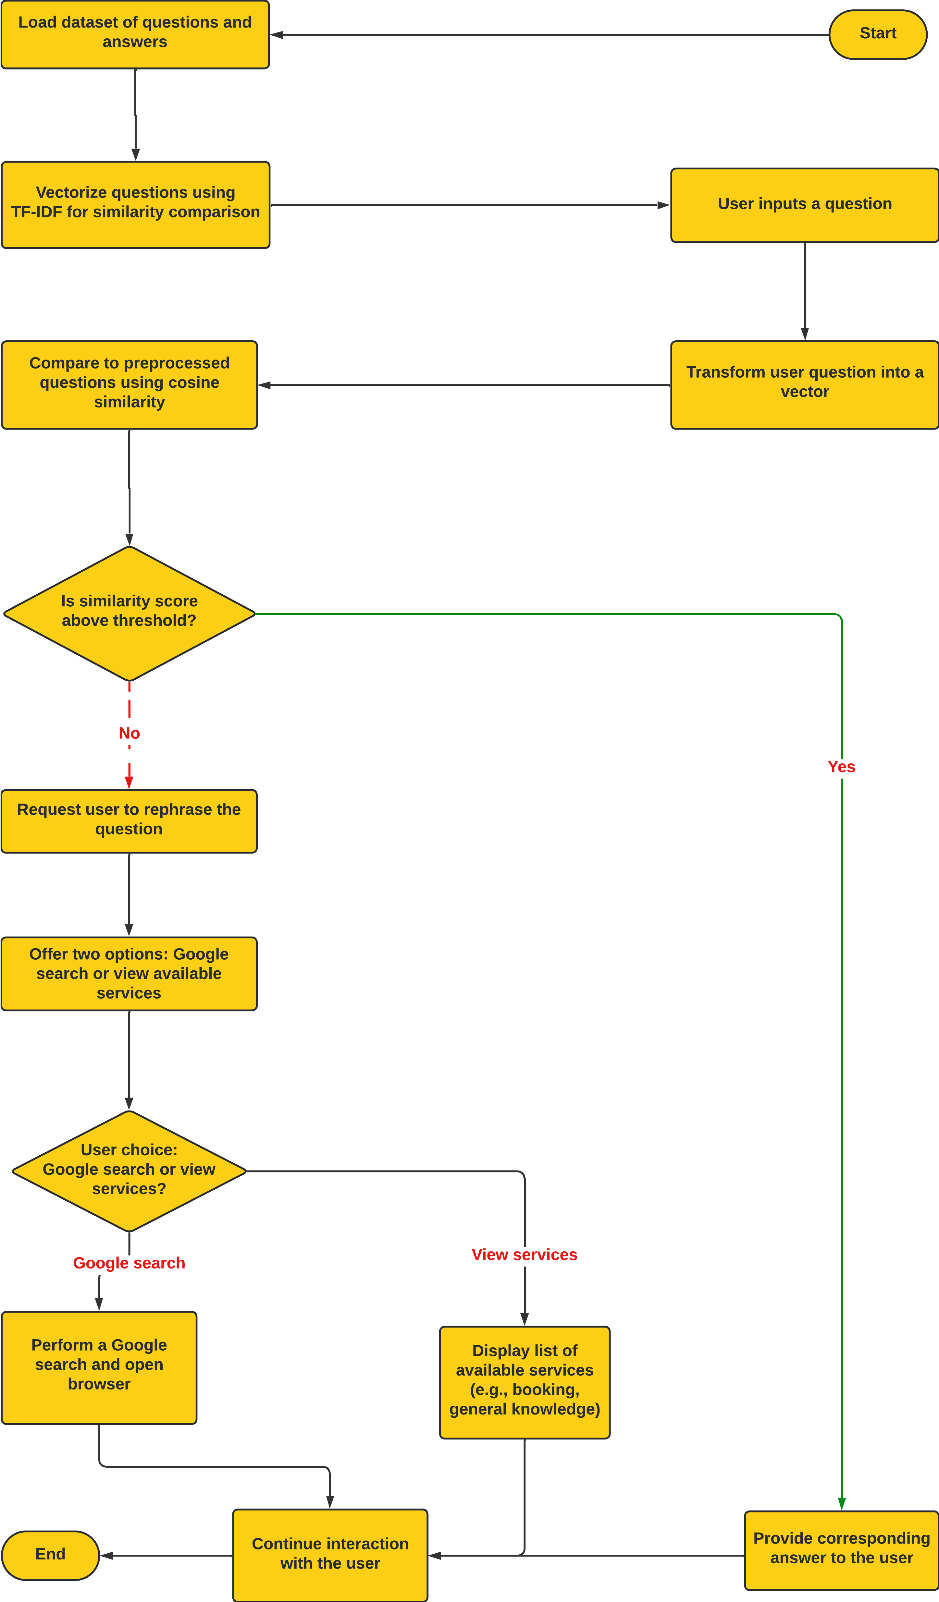 Load dataset of questions and
answers
Start
Vectorize questions using
TF-IDF for similarity comparison
User inputs a question
Compare to preprocessed
questions using cosine
similarity
Transform user question into a
vector
Is similarity score
above threshold?
No
Yes
Request user to rephrase the
question
Offer two options: Google
search or view available
services
User choice:
Google search or view
services?
Google search
View services
Perform a Google
search and open
browser
Display list of
available services
(e.g., booking,
general knowledge)
End
Continue interaction
with the user
Provide corresponding
answer to the user